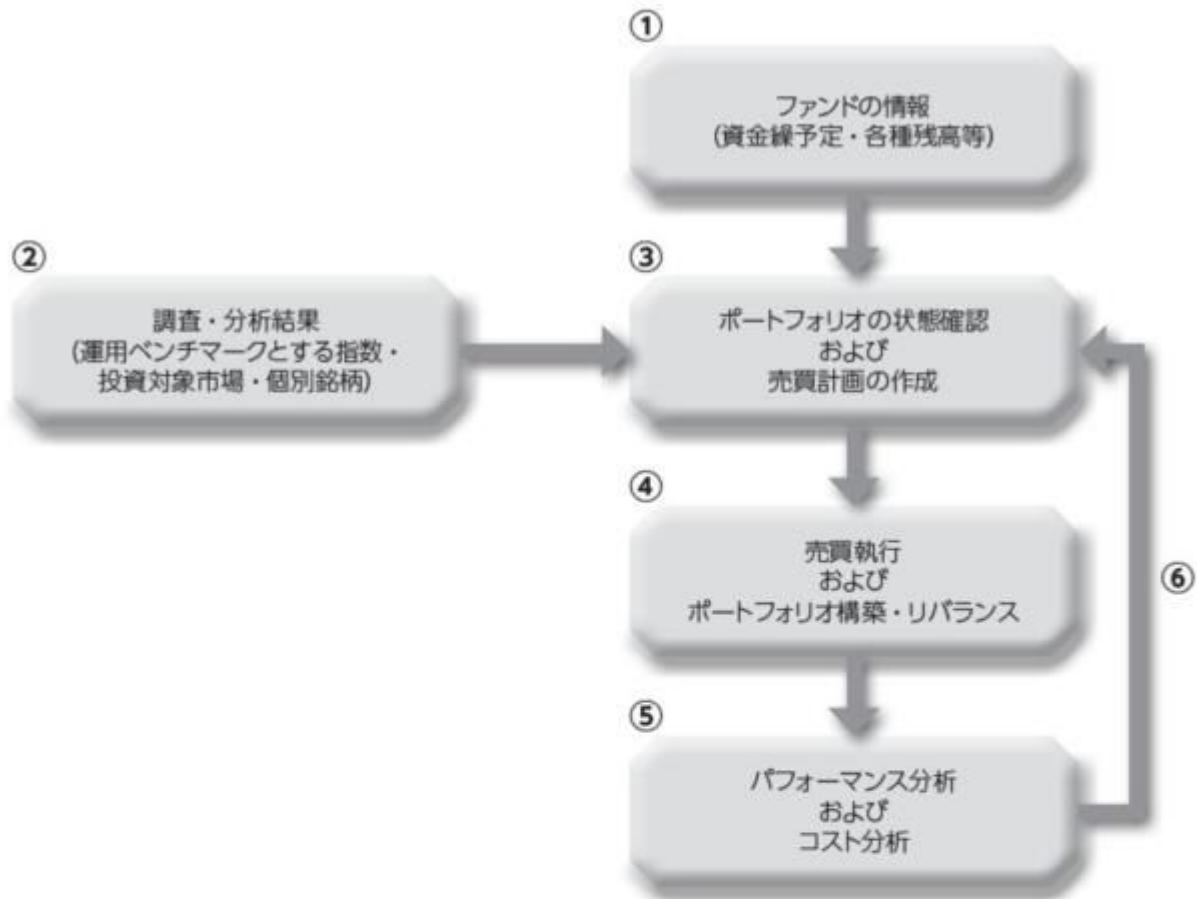 ①
ファンドの情報
(資金繰予定・各種残高等)
②
調査・分析結果
(運用ベンチマークとする指数・
投資対象市場・個別銘柄)
③
ポートフォリオの状態確認
および
売買計画の作成
④
売買執行
および
ポートフォリオ構築・リバランス
⑥
⑤
パフォーマンス分析
および
コスト分析